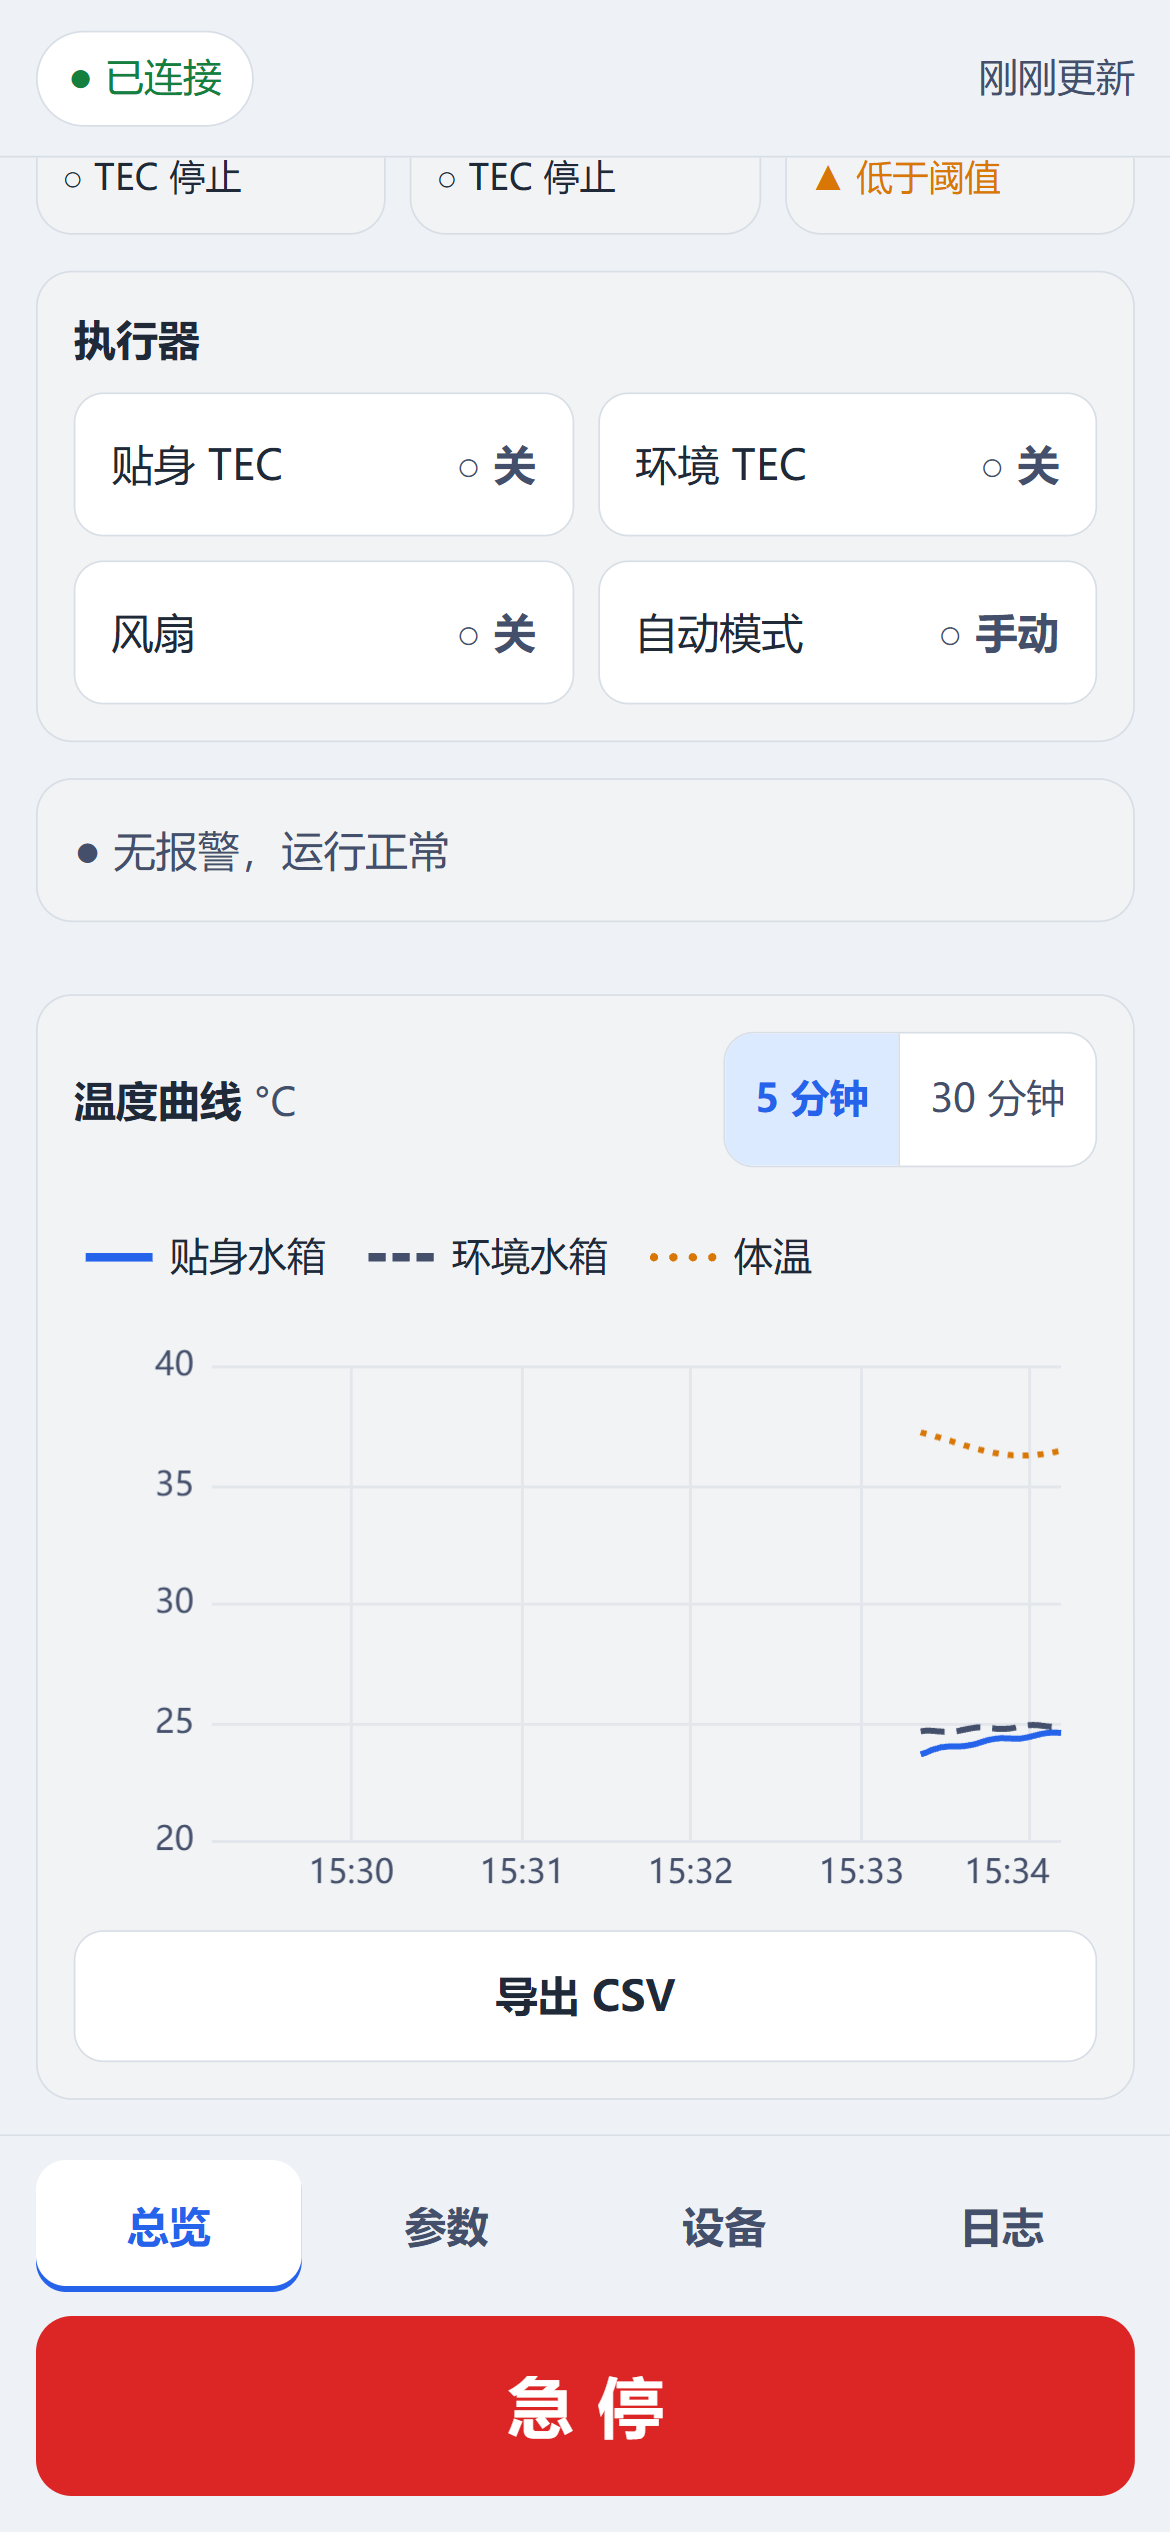 ● 已连接 刚刚更新
○ TEC 停止 ○ TEC 停止 ▲ 低于阈值
执行器
贴身 TEC ○ 关 环境 TEC ○ 关
风扇 ○ 关 自动模式 ○ 手动
● 无报警，运行正常
温度曲线 °C 5 分钟 30 分钟
贴身水箱 环境水箱 体温
40
35
30
25
20
15:30 15:31 15:32 15:33 15:34
导出 CSV
总览 参数 设备 日志
急 停